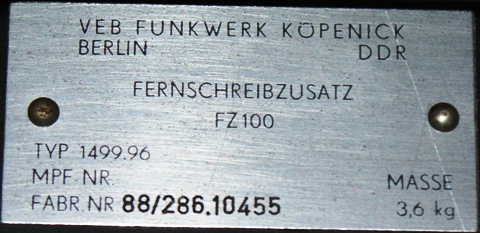 VEB FUNKWERK KÖPENICK
BERLIN DDR
FERNSCHREIBZUSATZ
FZ100
TYP 1499.96
MPF-NR. MASSE
FABR.NR 88/286.10455 3,6 kg